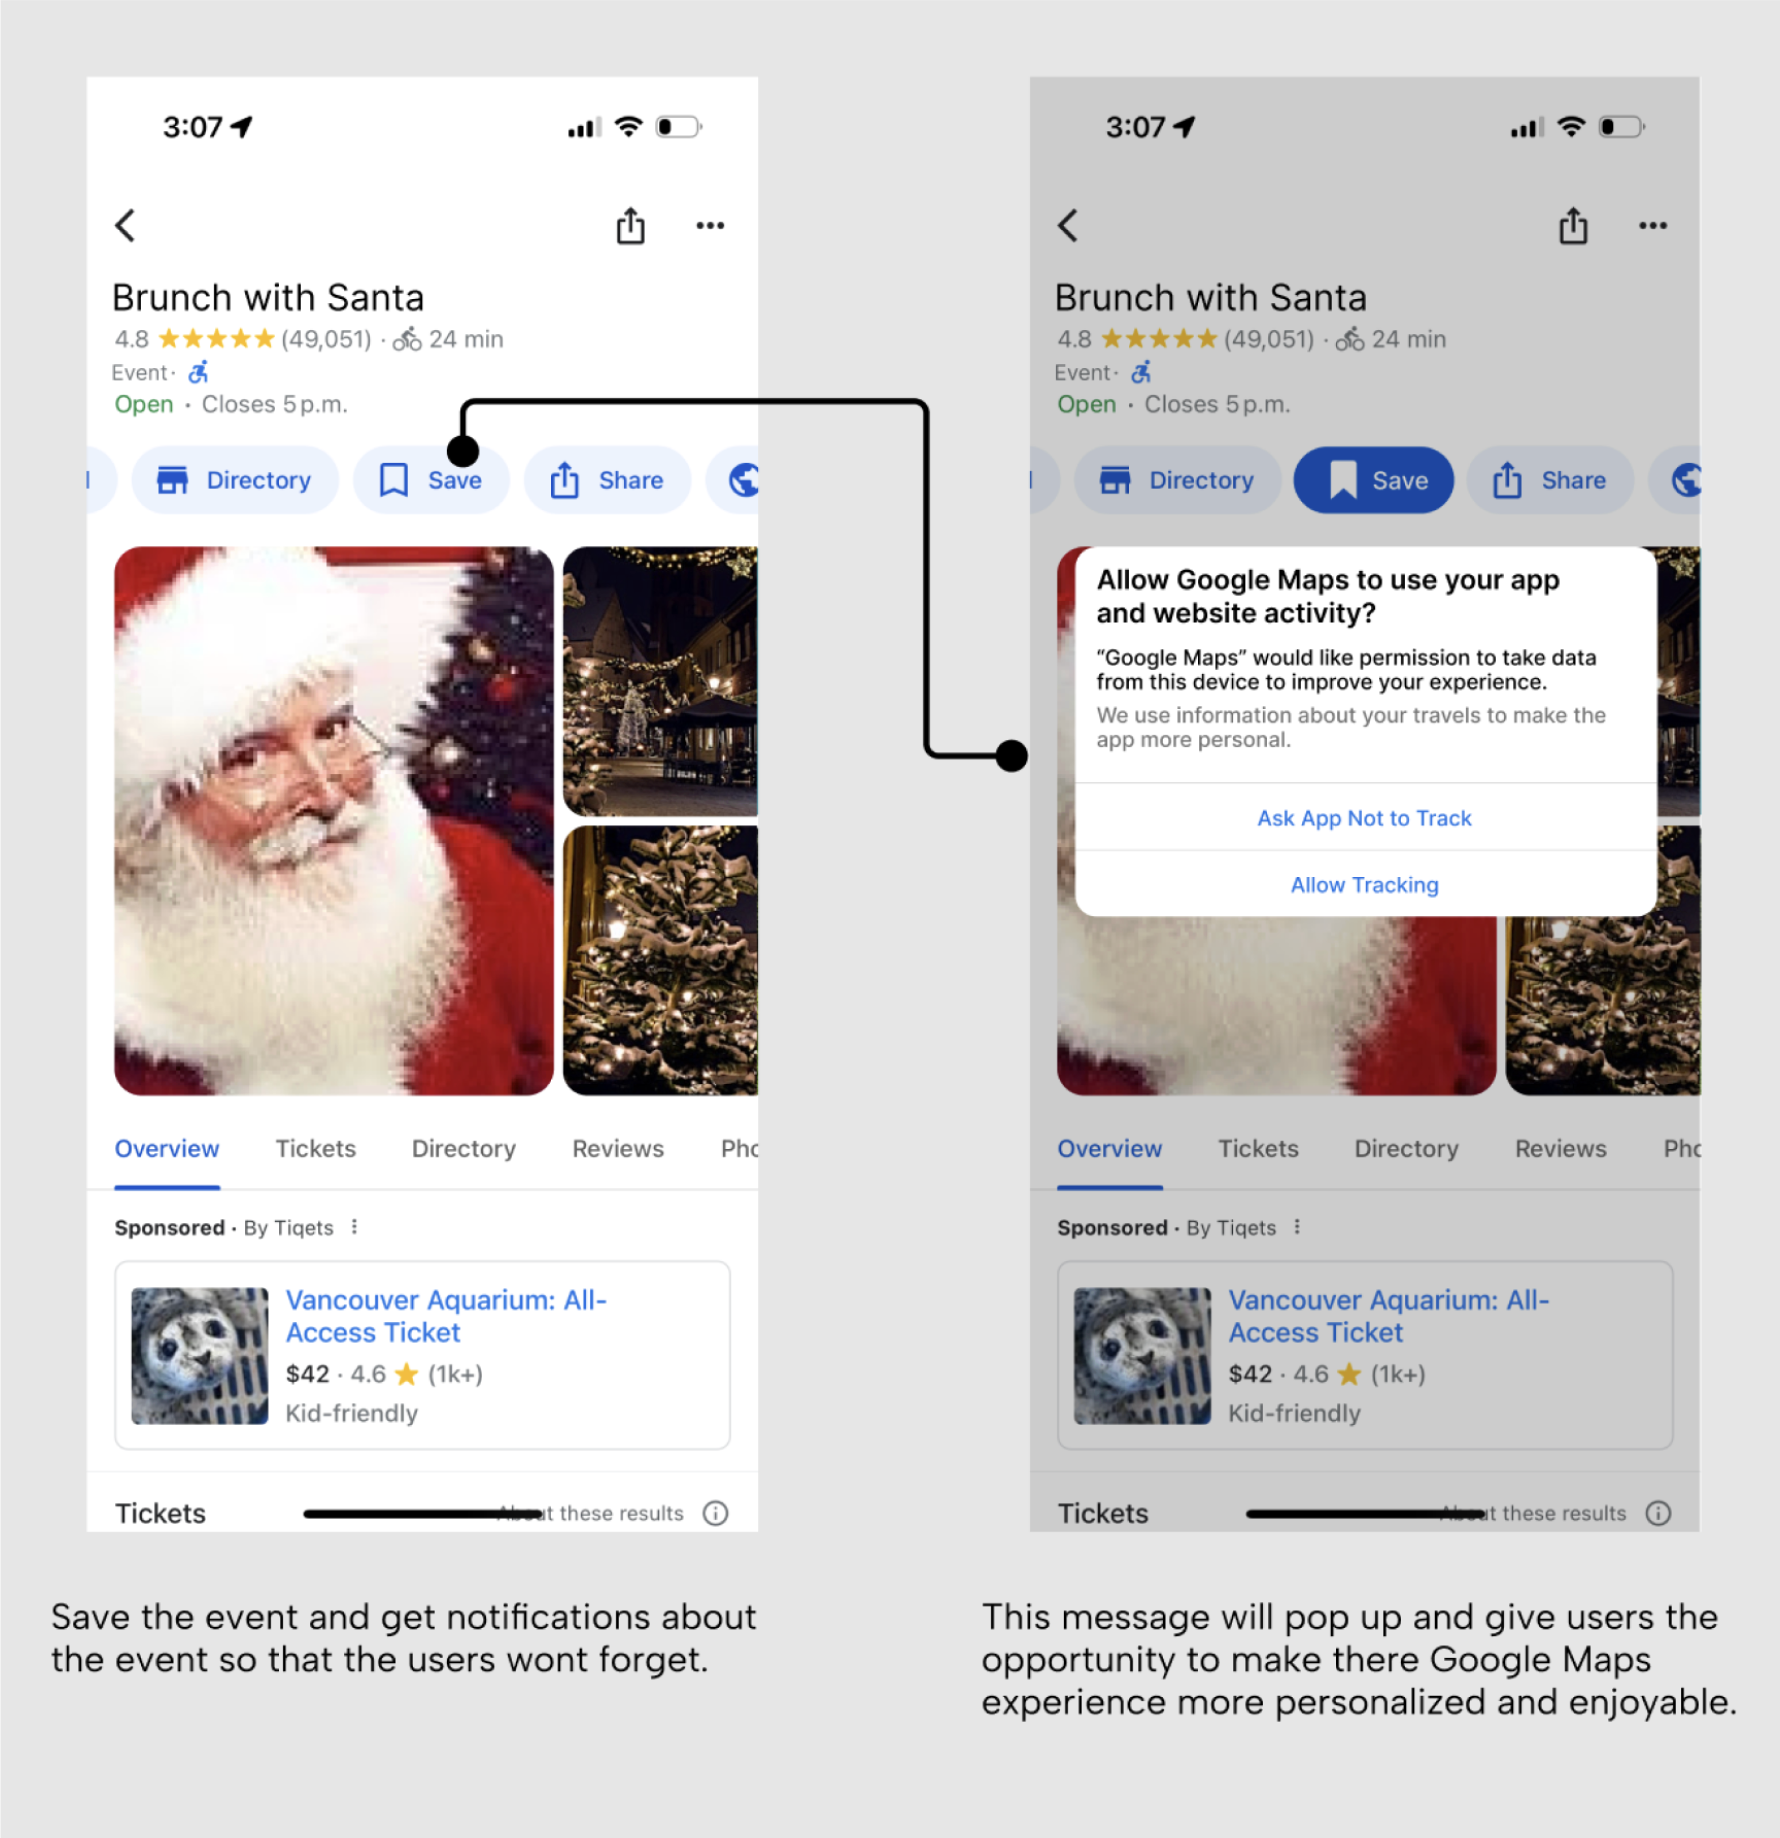 3:07
Brunch with Santa
4.8 (49,051) · 24 min
Event ·
Open · Closes 5 p.m.
Directory Save Share
Overview Tickets Directory Reviews Pho
Sponsored · By Tiqets
Vancouver Aquarium: All-
Access Ticket
$42 · 4.6 (1k+)
Kid-friendly
Tickets About these results
Save the event and get notifications about
the event so that the users wont forget.
3:07
Brunch with Santa
4.8 (49,051) · 24 min
Event ·
Open · Closes 5 p.m.
Directory Save Share
Allow Google Maps to use your app
and website activity?
“Google Maps” would like permission to take data
from this device to improve your experience.
We use information about your travels to make the
app more personal.
Ask App Not to Track
Allow Tracking
Overview Tickets Directory Reviews Pho
Sponsored · By Tiqets
Vancouver Aquarium: All-
Access Ticket
$42 · 4.6 (1k+)
Kid-friendly
Tickets About these results
This message will pop up and give users the
opportunity to make there Google Maps
experience more personalized and enjoyable.